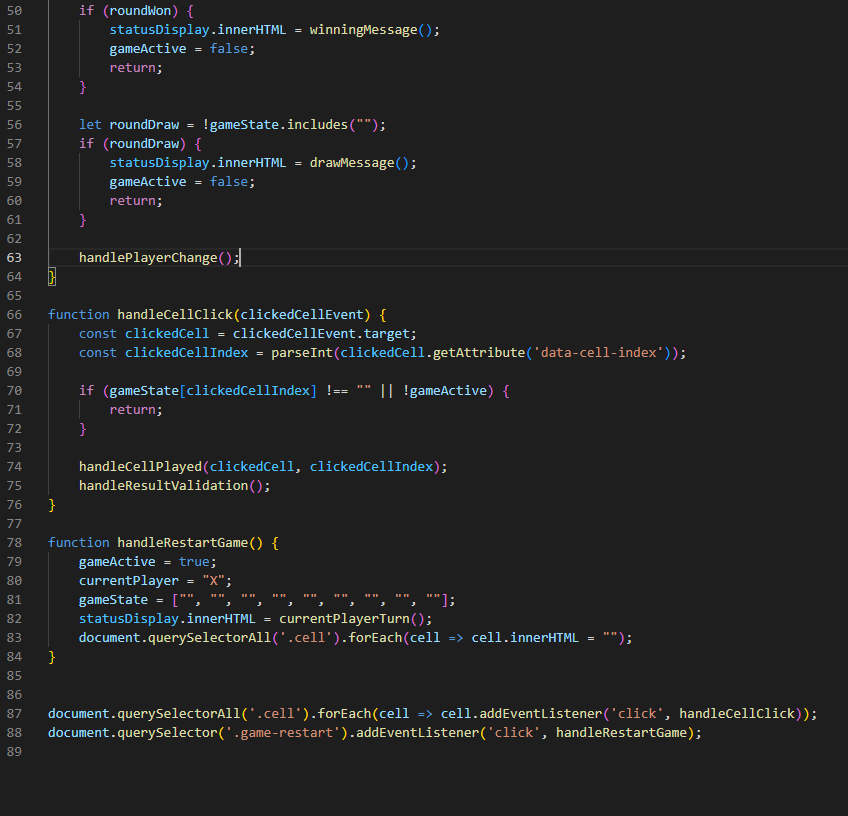 50 if (roundWon) {
51 statusDisplay.innerHTML = winningMessage();
52 gameActive = false;
53 return;
54 }
55
56 let roundDraw = !gameState.includes("");
57 if (roundDraw) {
58 statusDisplay.innerHTML = drawMessage();
59 gameActive = false;
60 return;
61 }
62
63 handlePlayerChange();
64 }
65
66 function handleCellClick(clickedCellEvent) {
67 const clickedCell = clickedCellEvent.target;
68 const clickedCellIndex = parseInt(clickedCell.getAttribute('data-cell-index'));
69
70 if (gameState[clickedCellIndex] !== "" || !gameActive) {
71 return;
72 }
73
74 handleCellPlayed(clickedCell, clickedCellIndex);
75 handleResultValidation();
76 }
77
78 function handleRestartGame() {
79 gameActive = true;
80 currentPlayer = "X";
81 gameState = ["", "", "", "", "", "", "", "", ""];
82 statusDisplay.innerHTML = currentPlayerTurn();
83 document.querySelectorAll('.cell').forEach(cell => cell.innerHTML = "");
84 }
85
86
87 document.querySelectorAll('.cell').forEach(cell => cell.addEventListener('click', handleCellClick));
88 document.querySelector('.game-restart').addEventListener('click', handleRestartGame);
89